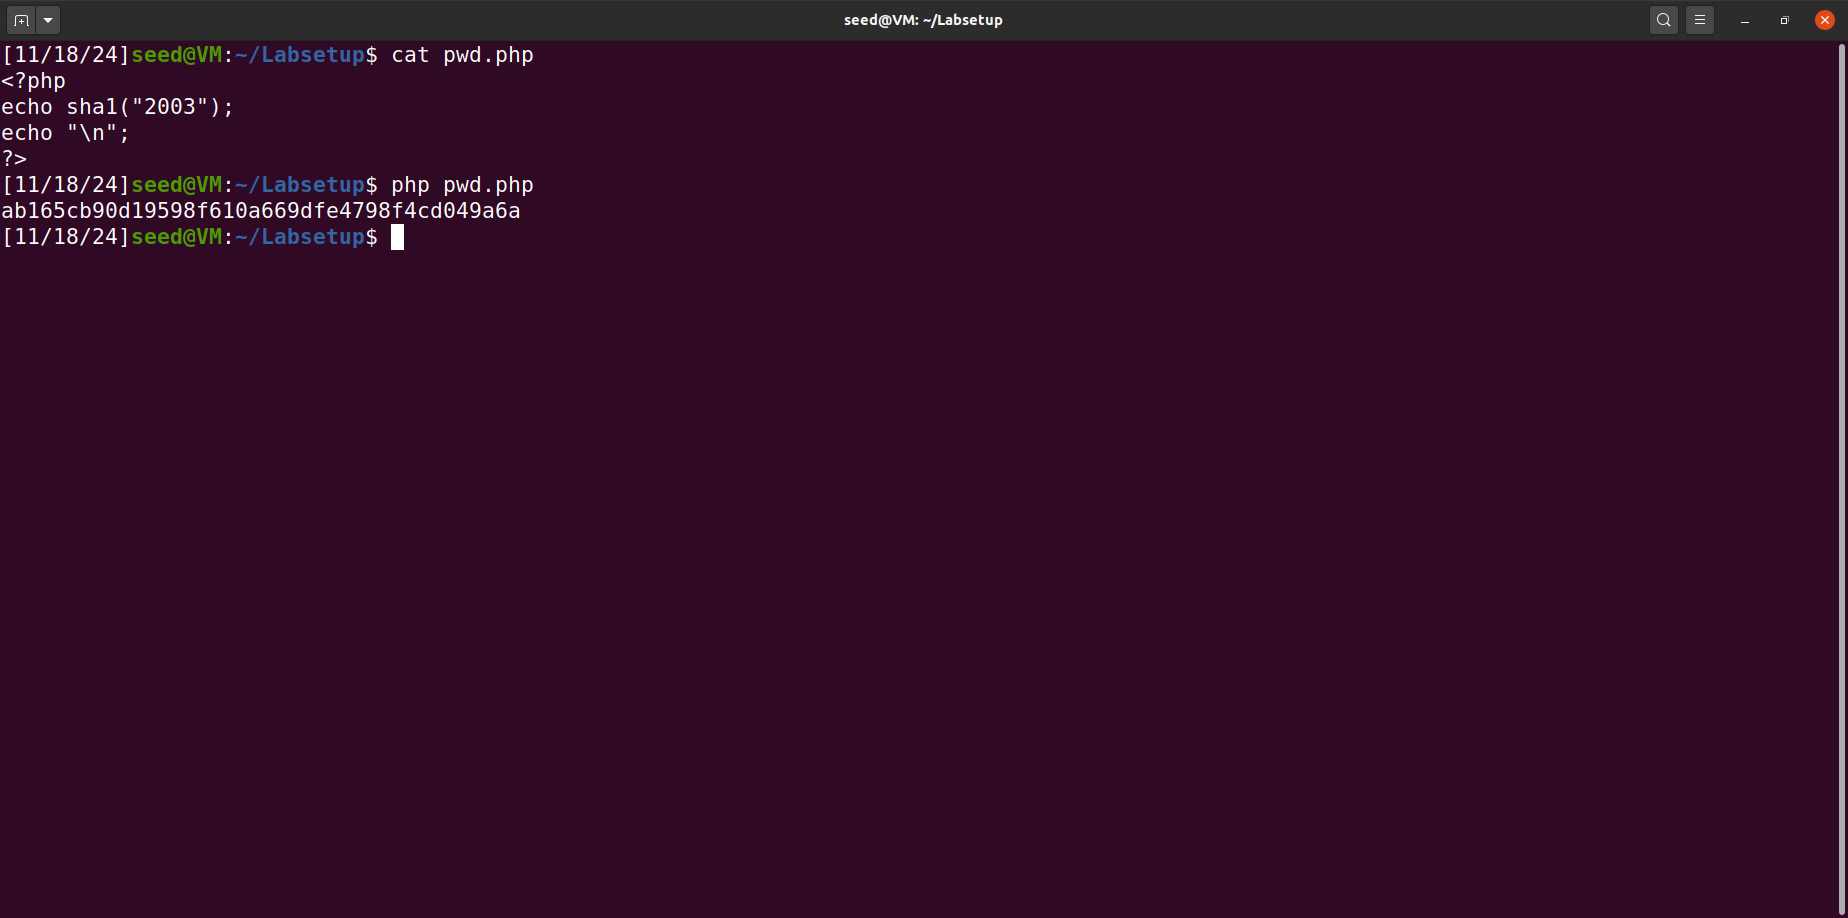 seed@VM: ~/Labsetup
[11/18/24]seed@VM:~/Labsetup$ cat pwd.php
<?php
echo sha1("2003");
echo "\n";
?>
[11/18/24]seed@VM:~/Labsetup$ php pwd.php
ab165cb90d19598f610a669dfe4798f4cd049a6a
[11/18/24]seed@VM:~/Labsetup$